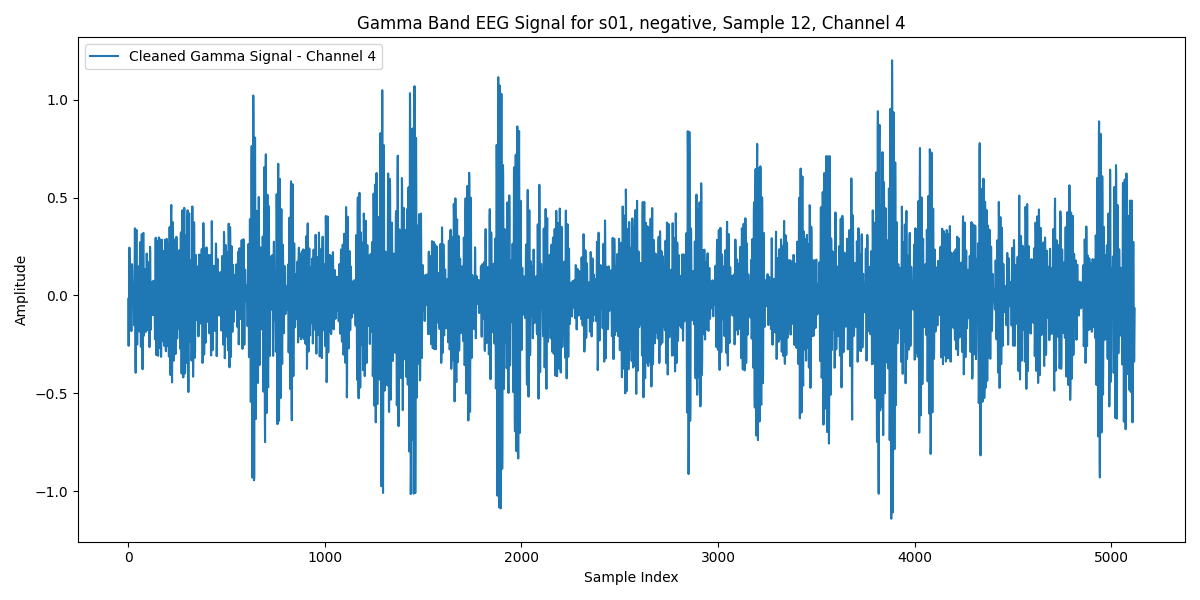 Gamma Band EEG Signal for s01, negative, Sample 12, Channel 4
Cleaned Gamma Signal - Channel 4
1.0
0.5
0.0
−0.5
−1.0
Amplitude
0 1000 2000 3000 4000 5000
Sample Index